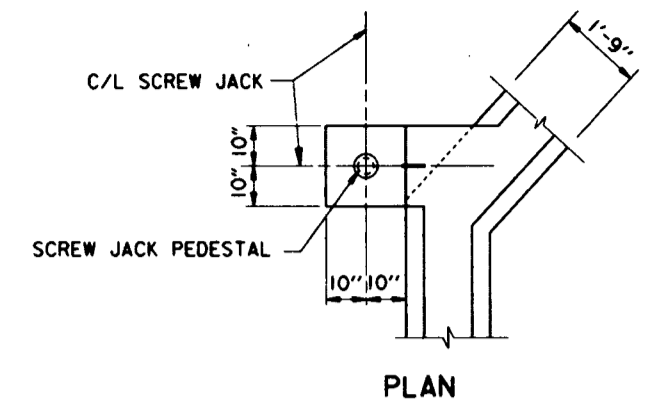 1'-9"
C/L SCREW JACK
10"
10"
SCREW JACK PEDESTAL
10" 10"
PLAN